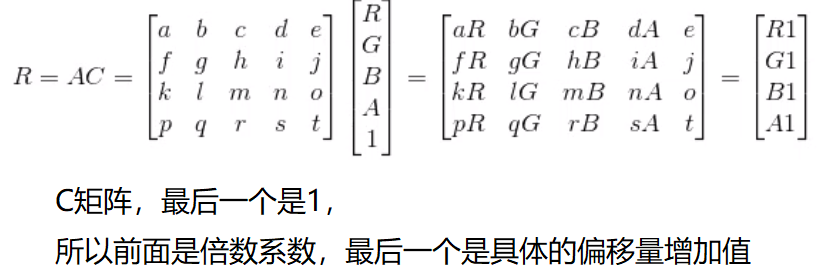 R = AC = [a b c d e; f g h i j; k l m n o; p q r s t] [R; G; B; A; 1] = [aR bG cB dA e; fR gG hB iA j; kR lG mB nA o; pR qG rB sA t] = [R1; G1; B1; A1]
C矩阵，最后一个是1，
所以前面是倍数系数，最后一个是具体的偏移量增加值